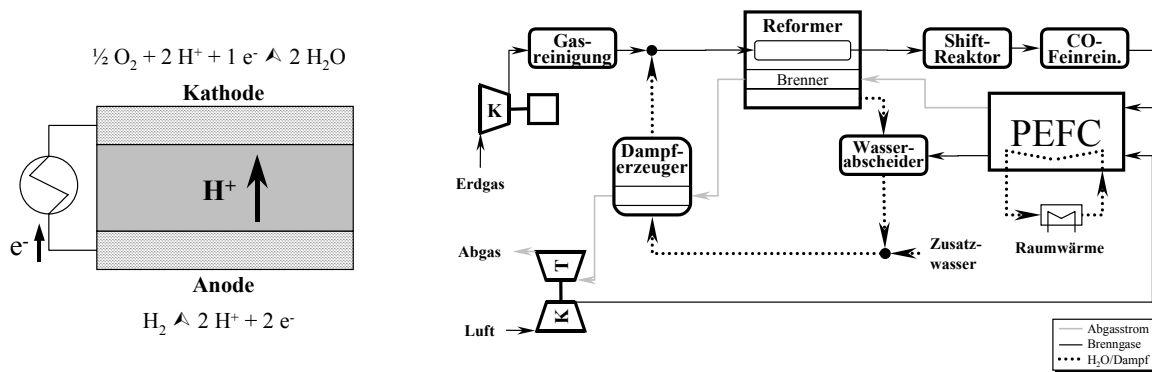 ½ O₂ + 2 H⁺ + 1 e⁻ ⮝ 2 H₂O
Kathode
H⁺
e⁻
Anode
H₂ ⮝ 2 H⁺ + 2 e⁻
Gas-
reinigung
Reformer
Brenner
Shift-
Reaktor
CO-
Feinrein.
K
Erdgas
Dampf-
erzeuger
Wasser-
abscheider
PEFC
Raumwärme
Zusatz-
wasser
Abgas
T
K
Luft
Abgasstrom
Brenngase
H₂O/Dampf